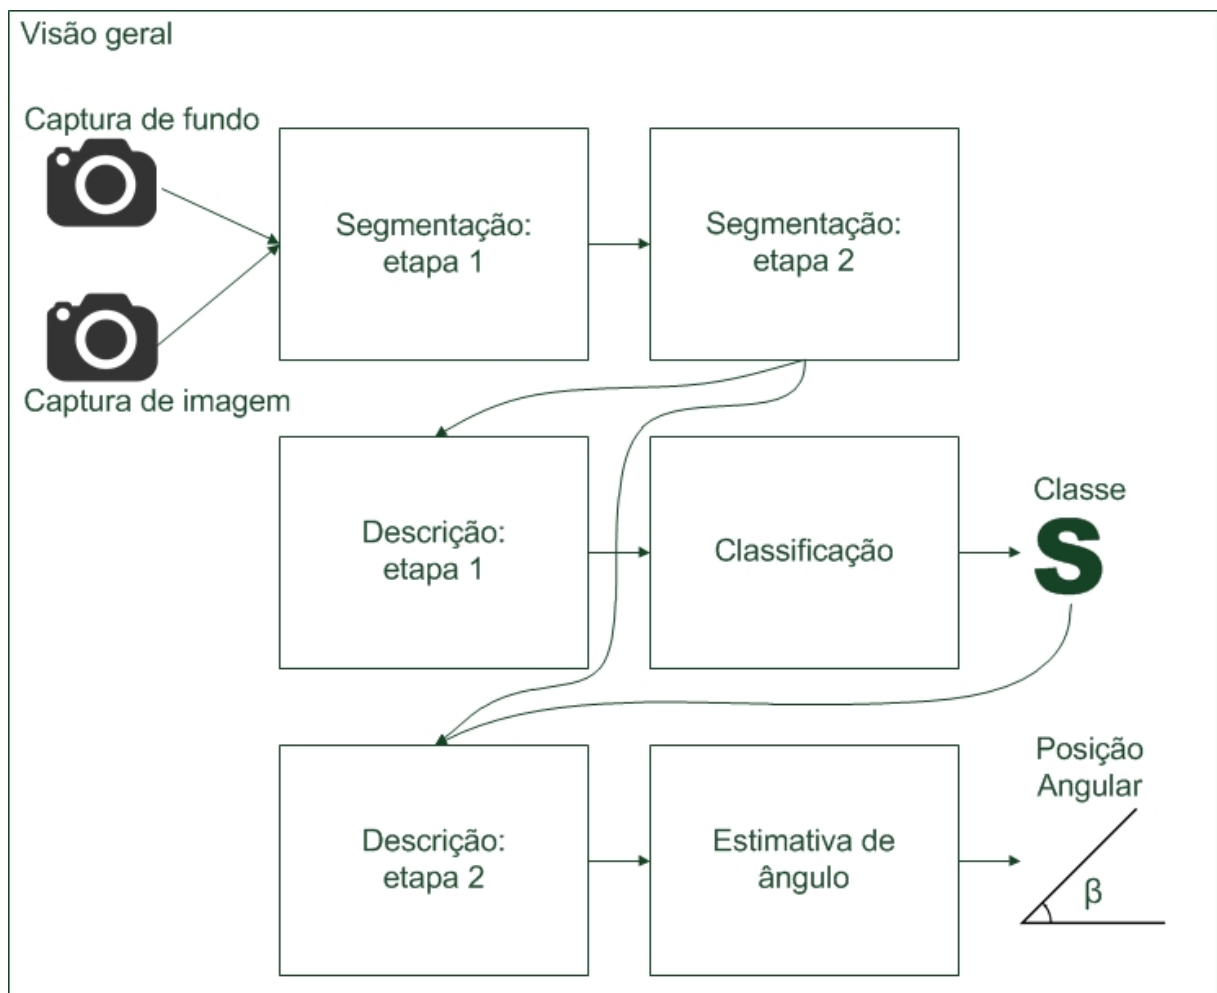 Visão geral
Captura de fundo
Captura de imagem
Segmentação:
etapa 1
Segmentação:
etapa 2
Descrição:
etapa 1
Classificação
Classe
S
Descrição:
etapa 2
Estimativa de
ângulo
Posição
Angular
β